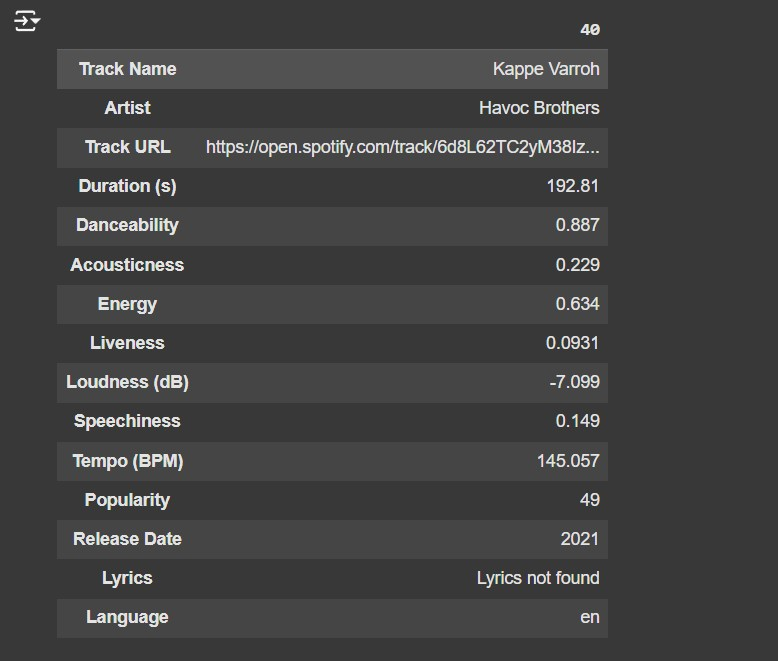 40
Track Name Kappe Varroh
Artist Havoc Brothers
Track URL https://open.spotify.com/track/6d8L62TC2yM38Iz...
Duration (s) 192.81
Danceability 0.887
Acousticness 0.229
Energy 0.634
Liveness 0.0931
Loudness (dB) -7.099
Speechiness 0.149
Tempo (BPM) 145.057
Popularity 49
Release Date 2021
Lyrics Lyrics not found
Language en